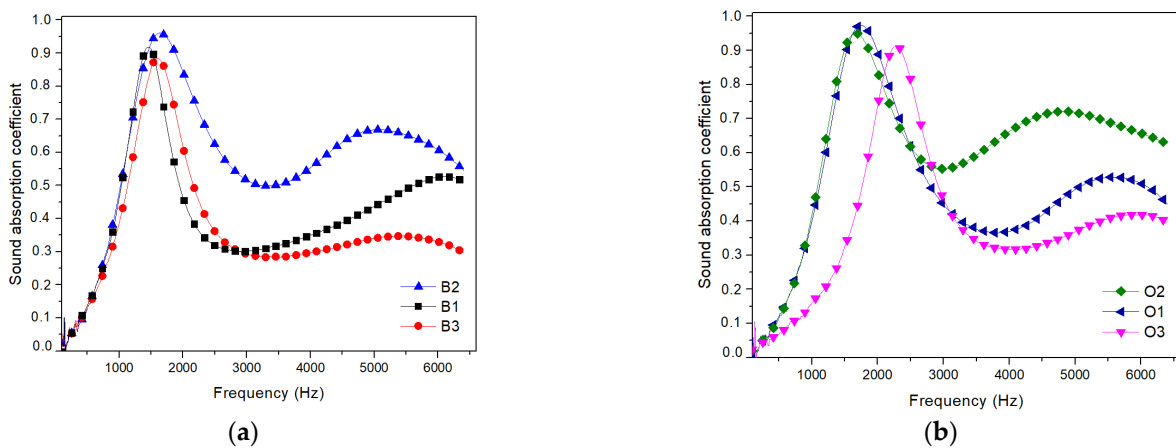 1.0
0.9
0.8
0.7
0.6
0.5
0.4
0.3
0.2
0.1
0.0
Sound absorption coefficient
B2
B1
B3
1000 2000 3000 4000 5000 6000
Frequency (Hz)
(a)
1.0
0.9
0.8
0.7
0.6
0.5
0.4
0.3
0.2
0.1
0.0
Sound absorption coefficient
O2
O1
O3
1000 2000 3000 4000 5000 6000
Frequency (Hz)
(b)